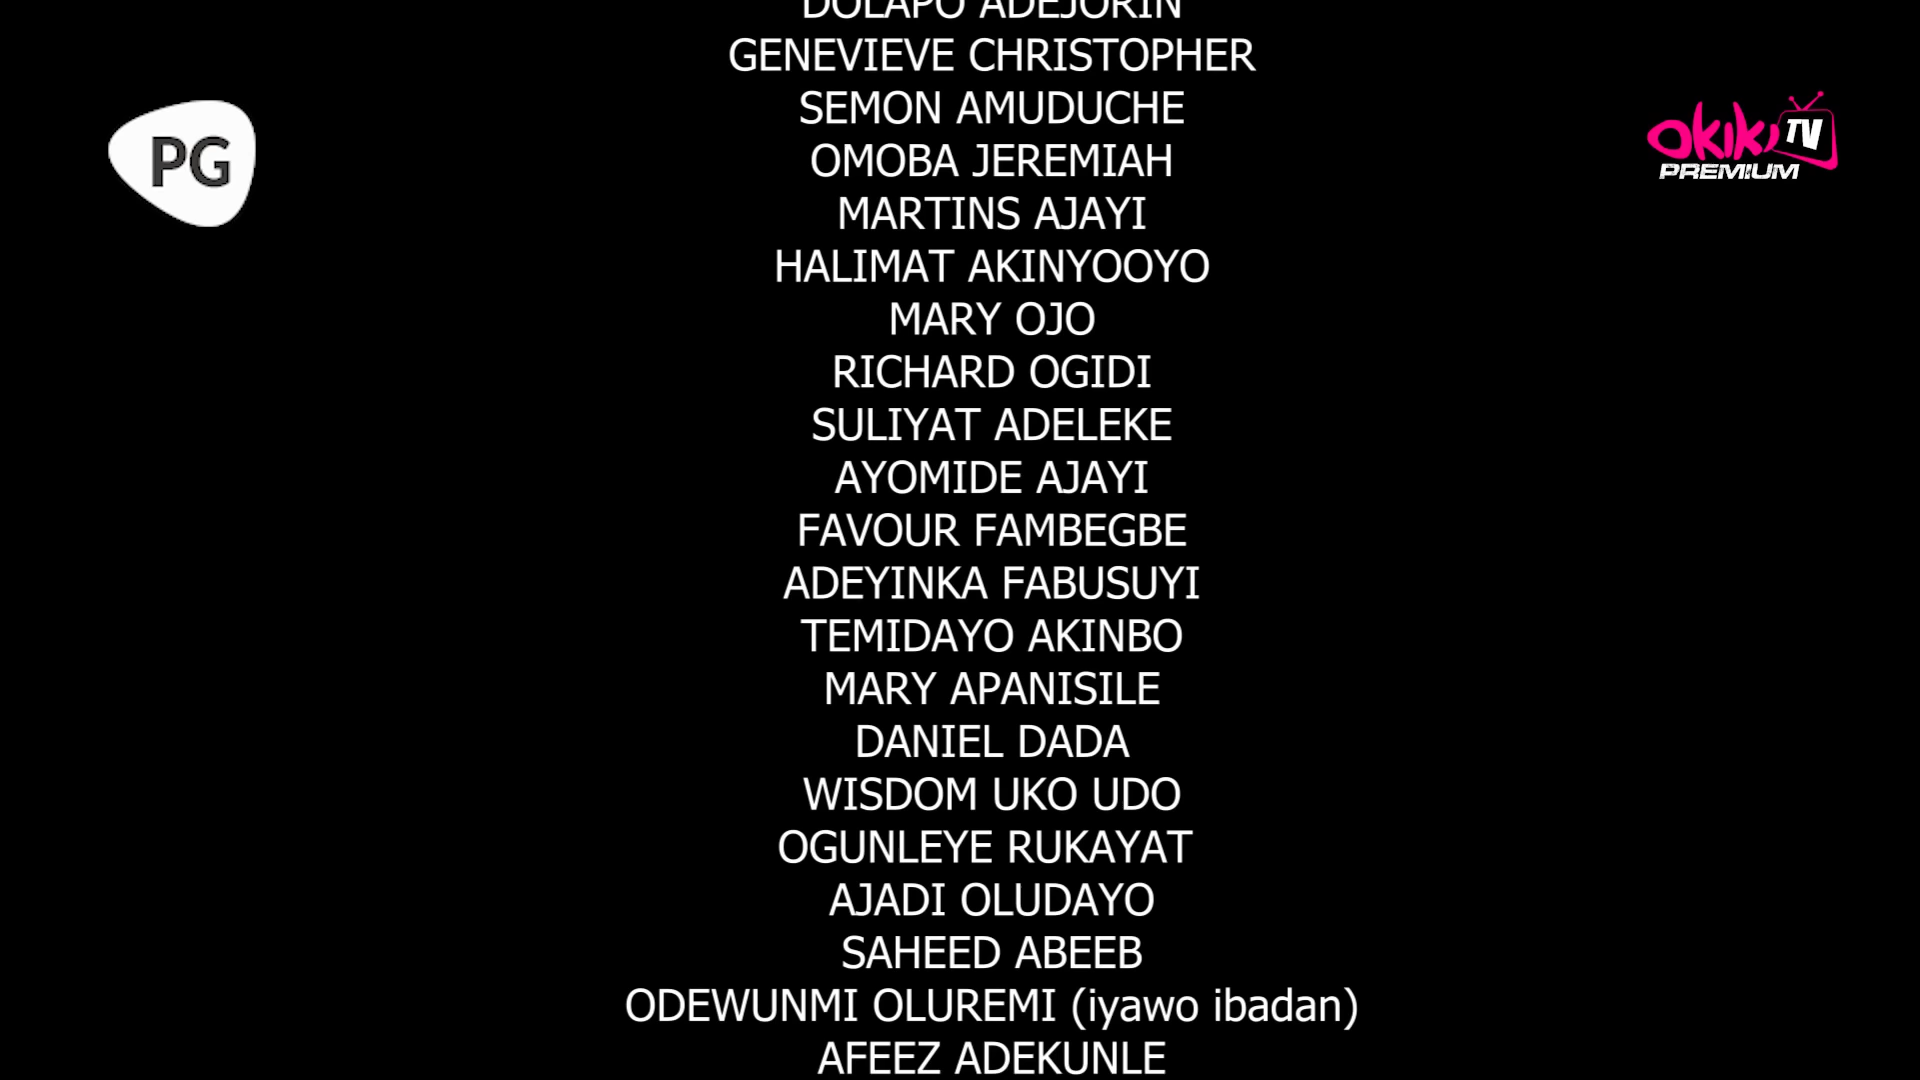 DOLAPO ADEJORIN
GENEVIEVE CHRISTOPHER
SEMON AMUDUCHE
OMOBA JEREMIAH
MARTINS AJAYI
HALIMAT AKINYOOYO
MARY OJO
RICHARD OGIDI
SULIYAT ADELEKE
AYOMIDE AJAYI
FAVOUR FAMBEGBE
ADEYINKA FABUSUYI
TEMIDAYO AKINBO
MARY APANISILE
DANIEL DADA
WISDOM UKO UDO
OGUNLEYE RUKAYAT
AJADI OLUDAYO
SAHEED ABEEB
ODEWUNMI OLUREMI (iyawo ibadan)
AFEEZ ADEKUNLE
PG
OKIKI TV
PREMIUM